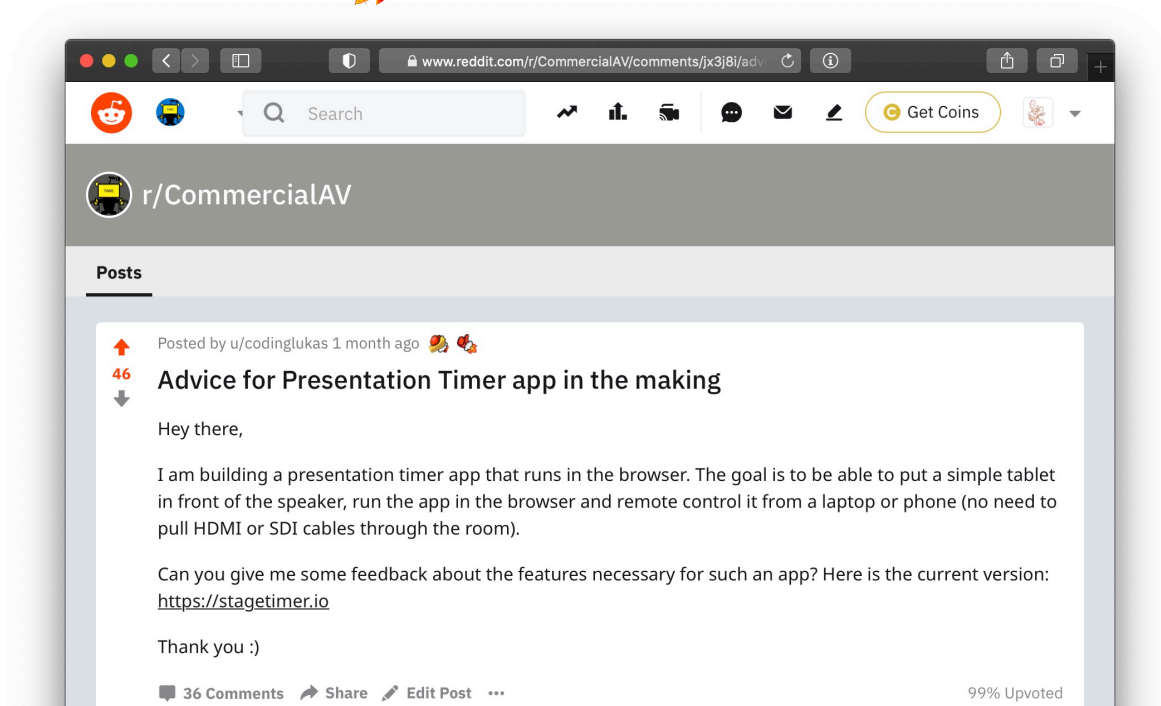 www.reddit.com/r/CommercialAV/comments/jx3j8i/adv
Search
Get Coins
r/CommercialAV
Posts
Posted by u/codinglukas 1 month ago
46
Advice for Presentation Timer app in the making
Hey there,
I am building a presentation timer app that runs in the browser. The goal is to be able to put a simple tablet
in front of the speaker, run the app in the browser and remote control it from a laptop or phone (no need to
pull HDMI or SDI cables through the room).
Can you give me some feedback about the features necessary for such an app? Here is the current version:
https://stagetimer.io
Thank you :)
36 Comments Share Edit Post ...
99% Upvoted